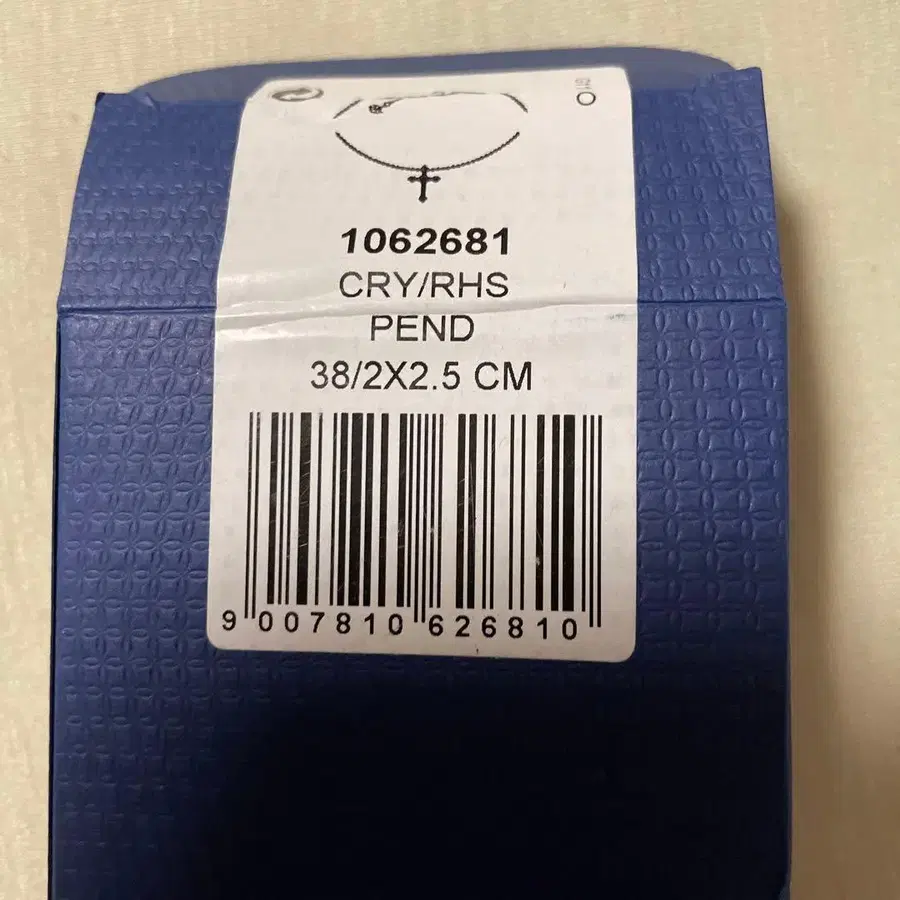 1062681
CRY/RHS
PEND
38/2X2.5 CM
9 007810 626810